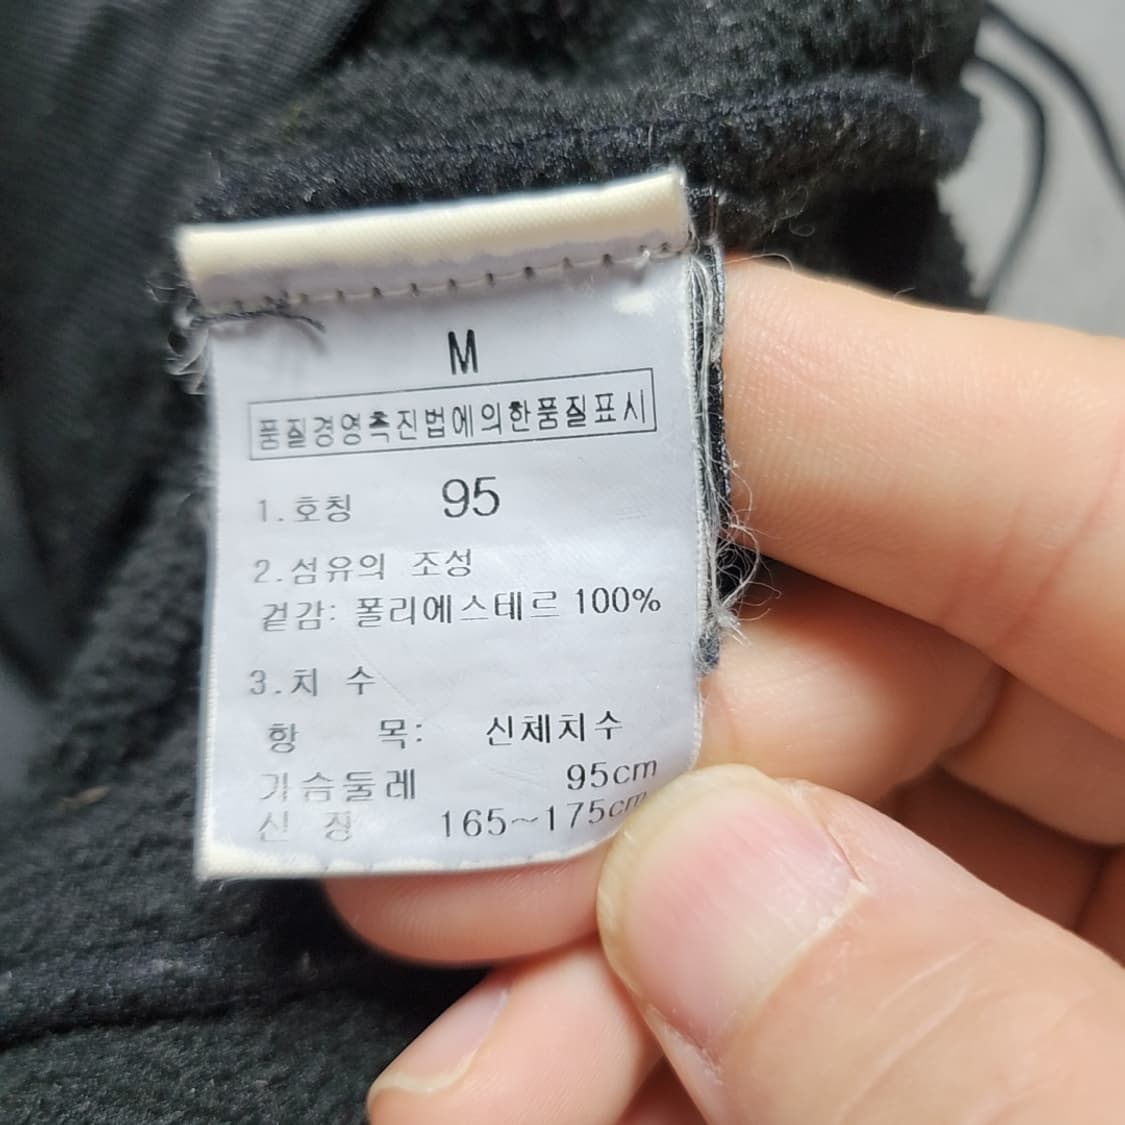 M
품질경영촉진법에의한품질표시
1.호칭 95
2.섬유의 조성
겉감: 폴리에스테르 100%
3.치 수
항 목: 신체치수
가슴둘레 95cm
신 장 165~175cm